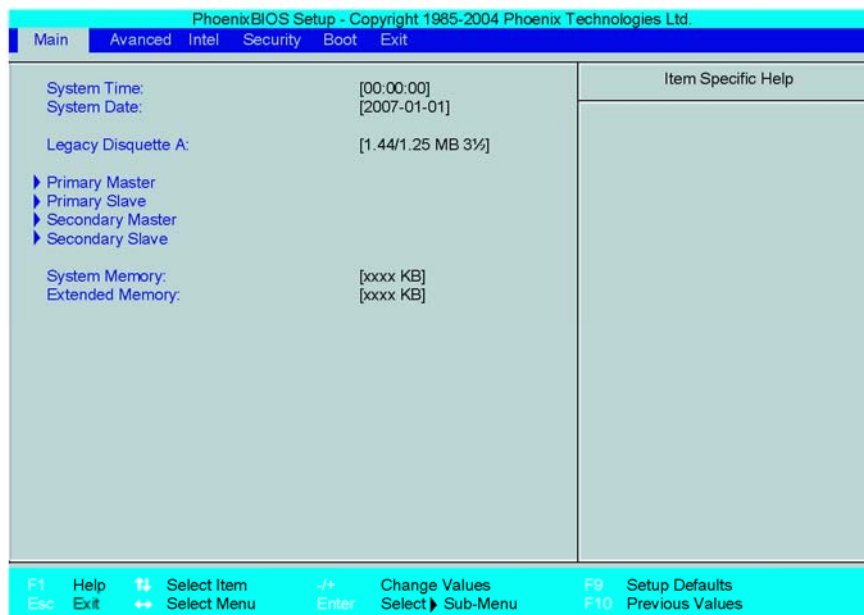 PhoenixBIOS Setup - Copyright 1985-2004 Phoenix Technologies Ltd.
Main Avanced Intel Security Boot Exit
Item Specific Help
System Time: [00:00:00]
System Date: [2007-01-01]
Legacy Disquette A: [1.44/1.25 MB 3½]
Primary Master
Primary Slave
Secondary Master
Secondary Slave
System Memory: [xxxx KB]
Extended Memory: [xxxx KB]
F1 Help ↑↓ Select Item -/+ Change Values F9 Setup Defaults
Esc Exit ↔ Select Menu Enter Select Sub-Menu F10 Previous Values